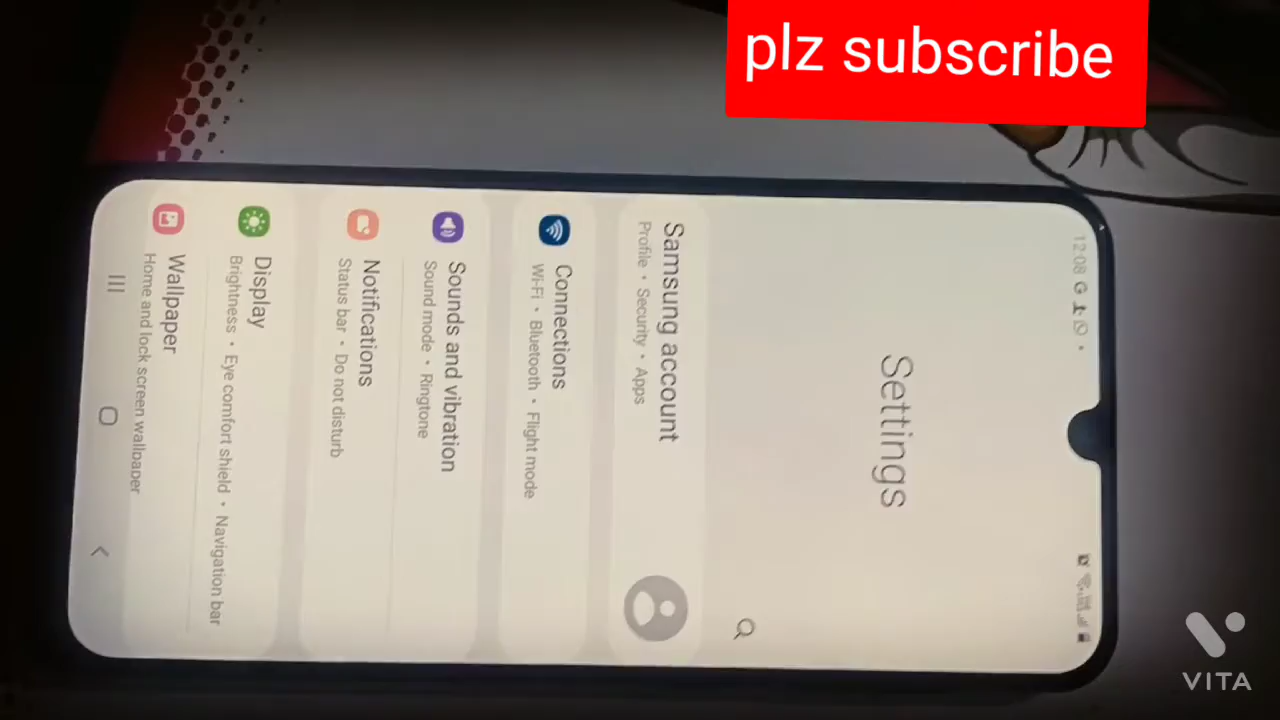 plz subscribe
12:08 G
Settings
Samsung account
Profile • Security • Apps
Connections
Wi-Fi • Bluetooth • Flight mode
Sounds and vibration
Sound mode • Ringtone
Notifications
Status bar • Do not disturb
Display
Brightness • Eye comfort shield • Navigation bar
Wallpaper
Home and lock screen wallpaper
VITA